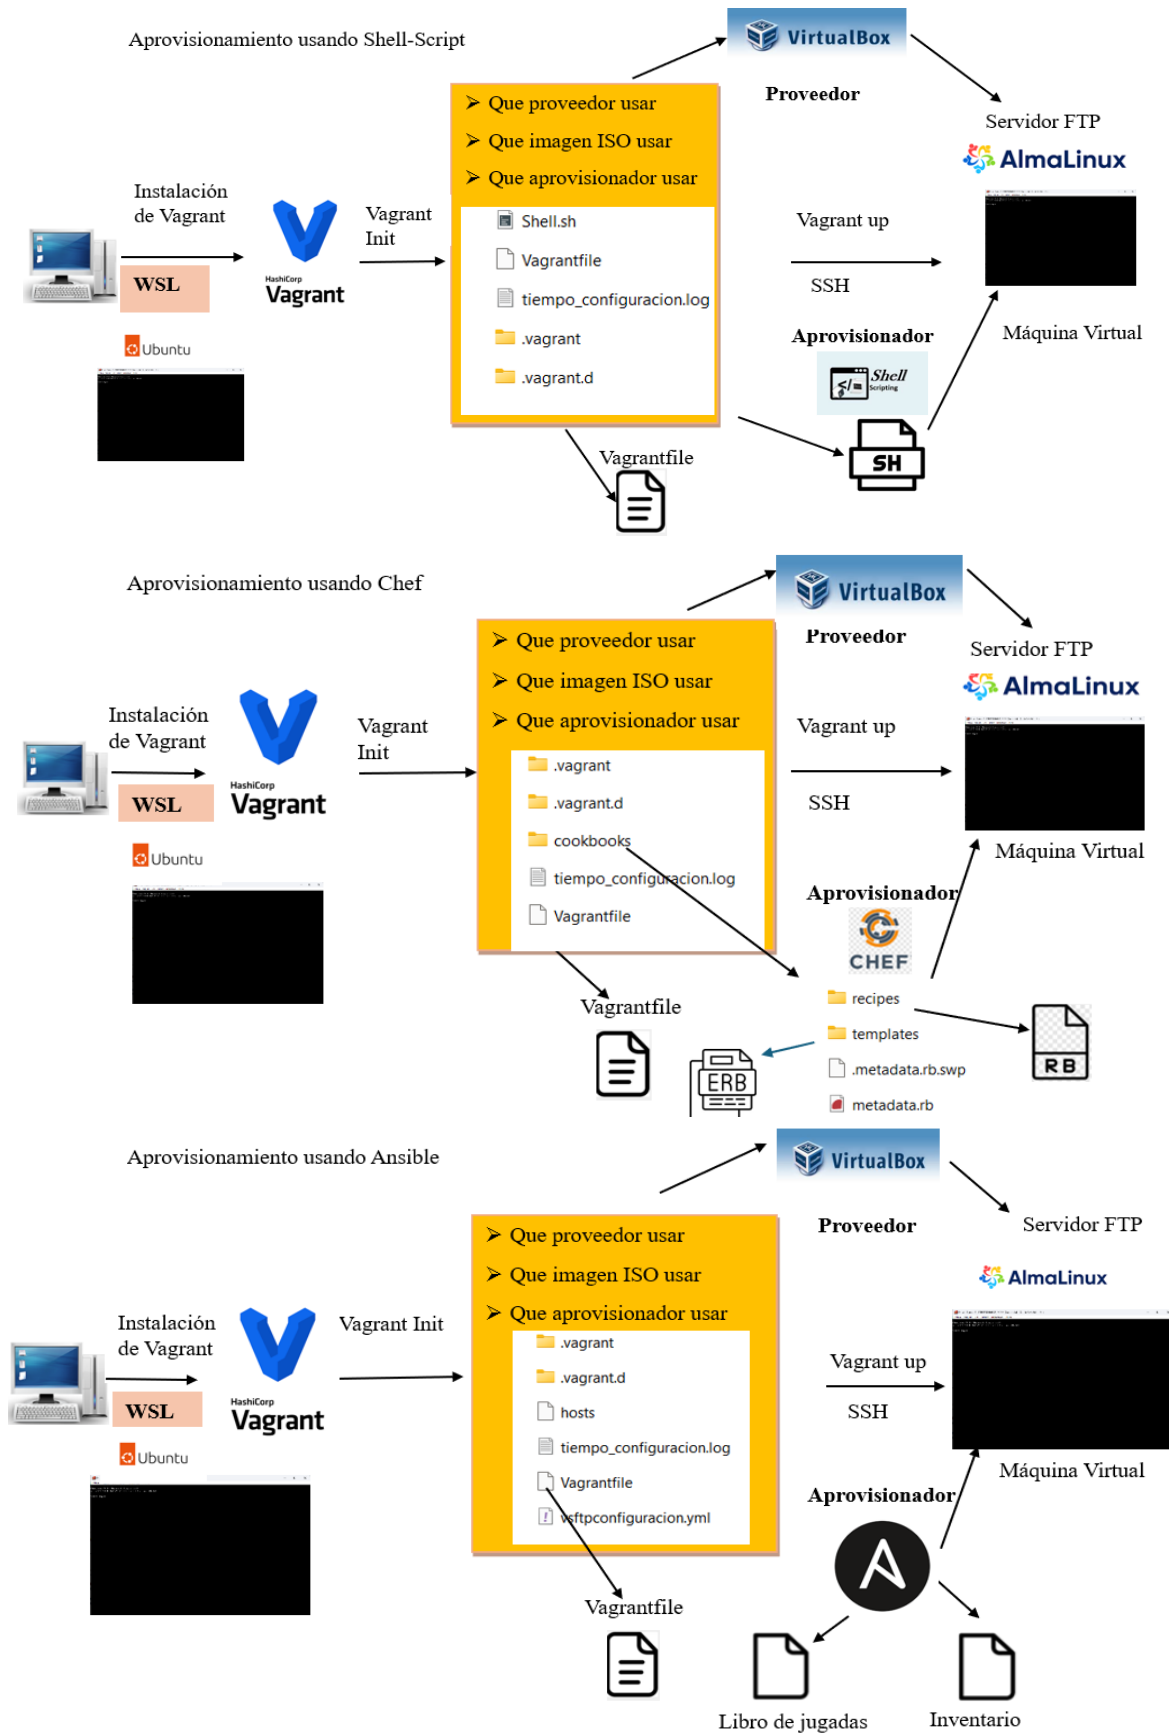 Aprovisionamiento usando Shell-Script
VirtualBox
Proveedor
➢ Que proveedor usar
➢ Que imagen ISO usar
➢ Que aprovisionador usar
Servidor FTP
AlmaLinux
Instalación
de Vagrant
WSL
HashiCorp
Vagrant
Vagrant
Init
Shell.sh
Vagrantfile
tiempo_configuracion.log
.vagrant
.vagrant.d
Vagrant up
SSH
Máquina Virtual
Ubuntu
Aprovisionador
Shell
Scripting
SH
Vagrantfile
Aprovisionamiento usando Chef
VirtualBox
Proveedor
➢ Que proveedor usar
➢ Que imagen ISO usar
➢ Que aprovisionador usar
Servidor FTP
AlmaLinux
Instalación
de Vagrant
WSL
HashiCorp
Vagrant
Vagrant
Init
.vagrant
.vagrant.d
cookbooks
tiempo_configuracion.log
Vagrantfile
Vagrant up
SSH
Máquina Virtual
Ubuntu
Aprovisionador
CHEF
recipes
templates
.metadata.rb.swp
metadata.rb
RB
ERB
Vagrantfile
Aprovisionamiento usando Ansible
VirtualBox
Proveedor
➢ Que proveedor usar
➢ Que imagen ISO usar
➢ Que aprovisionador usar
Servidor FTP
AlmaLinux
Instalación
de Vagrant
WSL
HashiCorp
Vagrant
Vagrant Init
.vagrant
.vagrant.d
hosts
tiempo_configuracion.log
Vagrantfile
vsftpconfiguracion.yml
Vagrant up
SSH
Máquina Virtual
Ubuntu
Aprovisionador
Vagrantfile
Libro de jugadas
Inventario